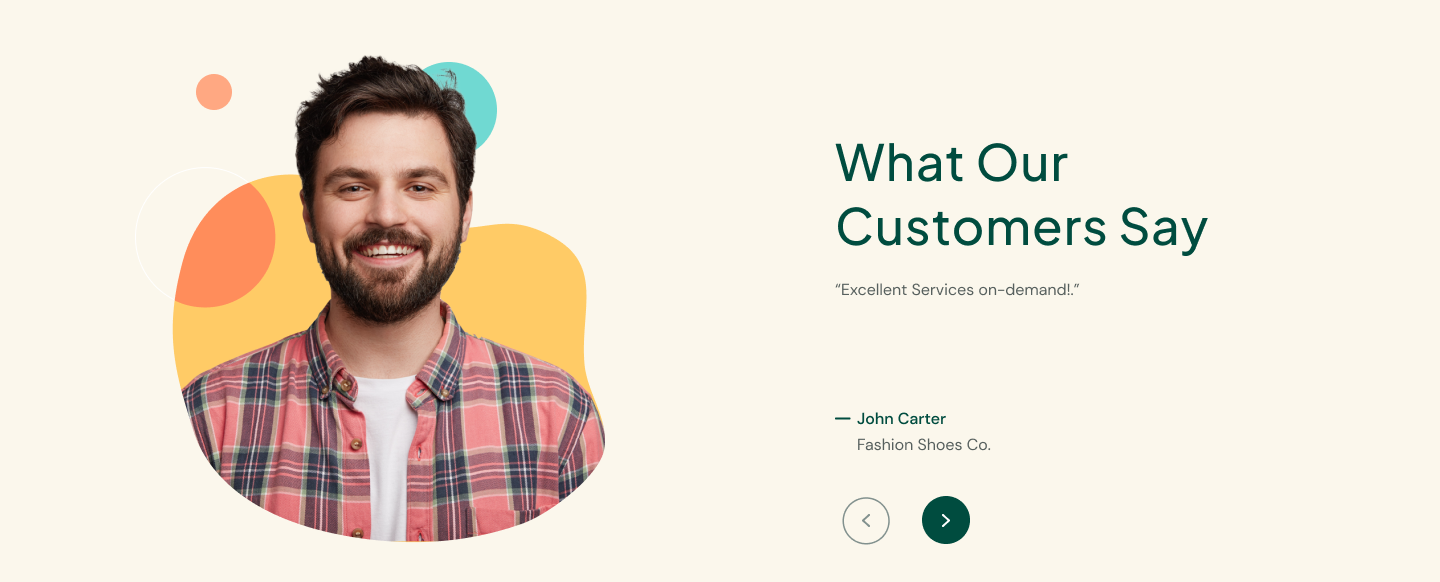 What Our
Customers Say
“Excellent Services on-demand!.”
— John Carter
Fashion Shoes Co.